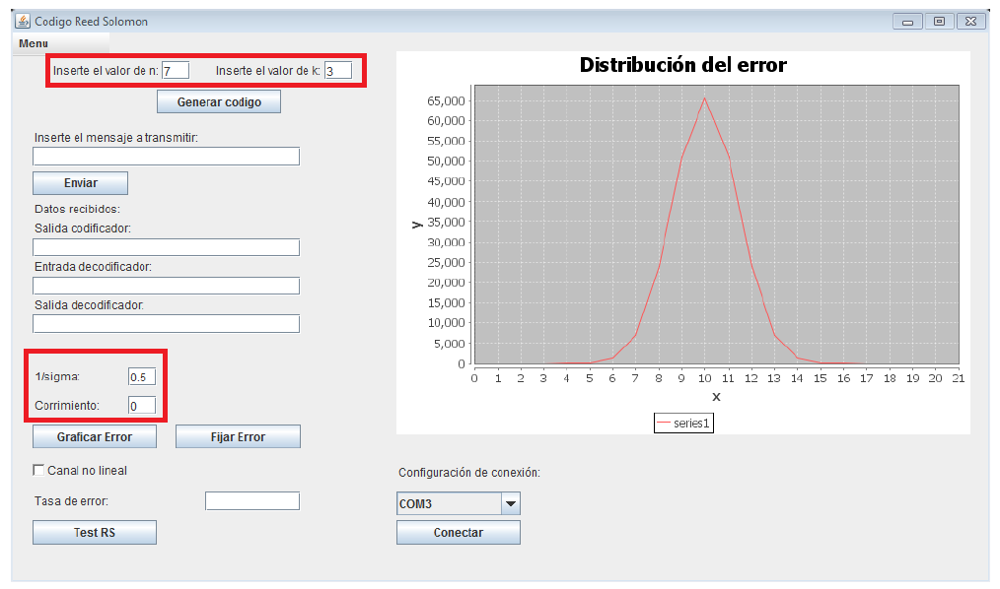 Codigo Reed Solomon
Menu
Inserte el valor de n: 7 Inserte el valor de k: 3
Generar codigo
Inserte el mensaje a transmitir:
Enviar
Datos recibidos:
Salida codificador:
Entrada decodificador:
Salida decodificador:
1/sigma: 0.5
Corrimiento: 0
Graficar Error Fijar Error
Canal no lineal
Tasa de error:
Test RS
Distribución del error
65,000
60,000
55,000
50,000
45,000
40,000
35,000
30,000
25,000
20,000
15,000
10,000
5,000
0
y
0 1 2 3 4 5 6 7 8 9 10 11 12 13 14 15 16 17 18 19 20 21
x
series1
Configuración de conexión:
COM3
Conectar